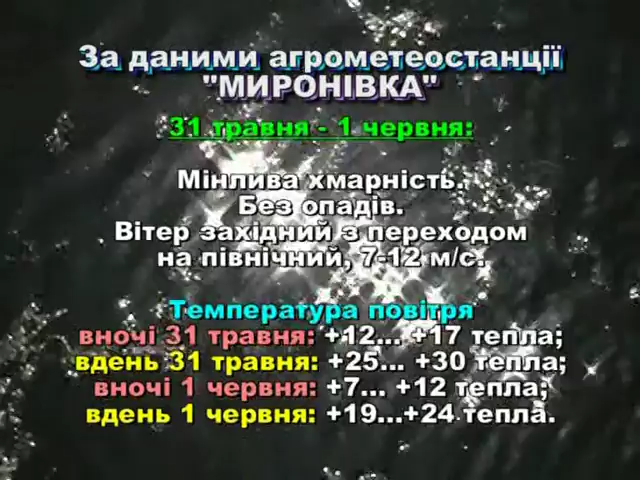 За даними агрометеостанції
"МИРОНІВКА"
31 травня - 1 червня:
Мінлива хмарність.
Без опадів.
Вітер західний з переходом
на північний, 7-12 м/с.
Температура повітря
вночі 31 травня: +12... +17 тепла;
вдень 31 травня: +25... +30 тепла;
вночі 1 червня: +7... +12 тепла;
вдень 1 червня: +19...+24 тепла.